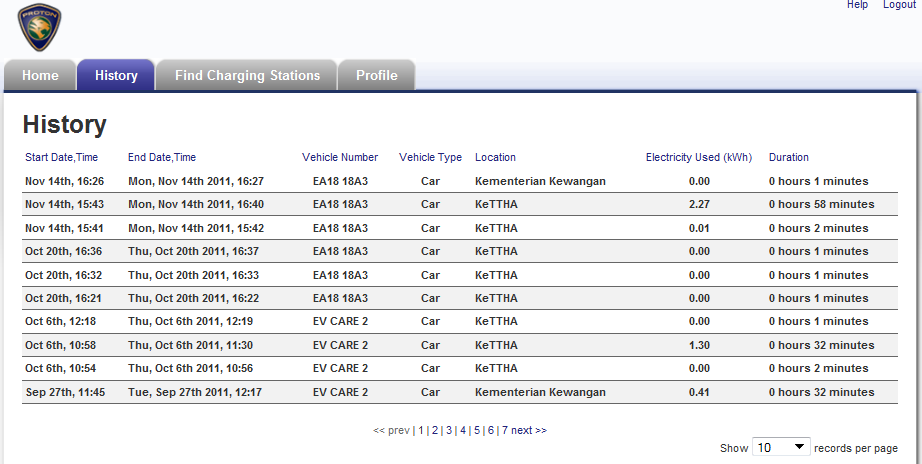 PROTON
Help Logout
Home History Find Charging Stations Profile
History
Start Date,Time End Date,Time Vehicle Number Vehicle Type Location Electricity Used (kWh) Duration
Nov 14th, 16:26 Mon, Nov 14th 2011, 16:27 EA18 18A3 Car Kementerian Kewangan 0.00 0 hours 1 minutes
Nov 14th, 15:43 Mon, Nov 14th 2011, 16:40 EA18 18A3 Car KeTTHA 2.27 0 hours 58 minutes
Nov 14th, 15:41 Mon, Nov 14th 2011, 15:42 EA18 18A3 Car KeTTHA 0.01 0 hours 2 minutes
Oct 20th, 16:36 Thu, Oct 20th 2011, 16:37 EA18 18A3 Car KeTTHA 0.00 0 hours 1 minutes
Oct 20th, 16:32 Thu, Oct 20th 2011, 16:33 EA18 18A3 Car KeTTHA 0.00 0 hours 1 minutes
Oct 20th, 16:21 Thu, Oct 20th 2011, 16:22 EA18 18A3 Car KeTTHA 0.00 0 hours 1 minutes
Oct 6th, 12:18 Thu, Oct 6th 2011, 12:19 EV CARE 2 Car KeTTHA 0.00 0 hours 1 minutes
Oct 6th, 10:58 Thu, Oct 6th 2011, 11:30 EV CARE 2 Car KeTTHA 1.30 0 hours 32 minutes
Oct 6th, 10:54 Thu, Oct 6th 2011, 10:56 EV CARE 2 Car KeTTHA 0.00 0 hours 2 minutes
Sep 27th, 11:45 Tue, Sep 27th 2011, 12:17 EV CARE 2 Car Kementerian Kewangan 0.41 0 hours 32 minutes
<< prev | 1 | 2 | 3 | 4 | 5 | 6 | 7 next >>
Show 10 records per page